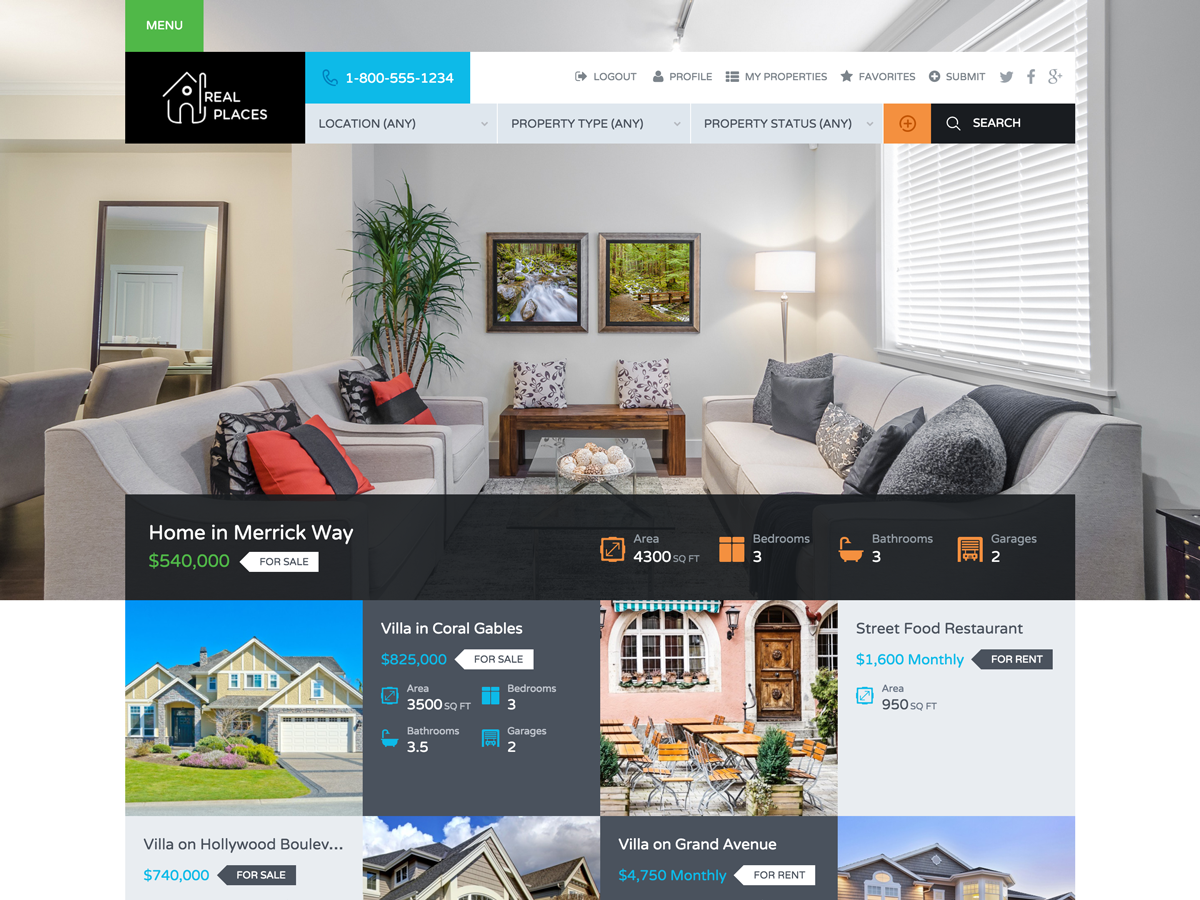 MENU
REAL
PLACES
1-800-555-1234
LOGOUT PROFILE MY PROPERTIES FAVORITES SUBMIT
LOCATION (ANY) PROPERTY TYPE (ANY) PROPERTY STATUS (ANY) SEARCH
Home in Merrick Way
$540,000 FOR SALE
Area Bedrooms Bathrooms Garages
4300 SQ FT 3 3 2
Villa in Coral Gables
$825,000 FOR SALE
Area Bedrooms
3500 SQ FT 3
Bathrooms Garages
3.5 2
Street Food Restaurant
$1,600 Monthly FOR RENT
Area
950 SQ FT
Villa on Hollywood Boulev...
$740,000 FOR SALE
Villa on Grand Avenue
$4,750 Monthly FOR RENT